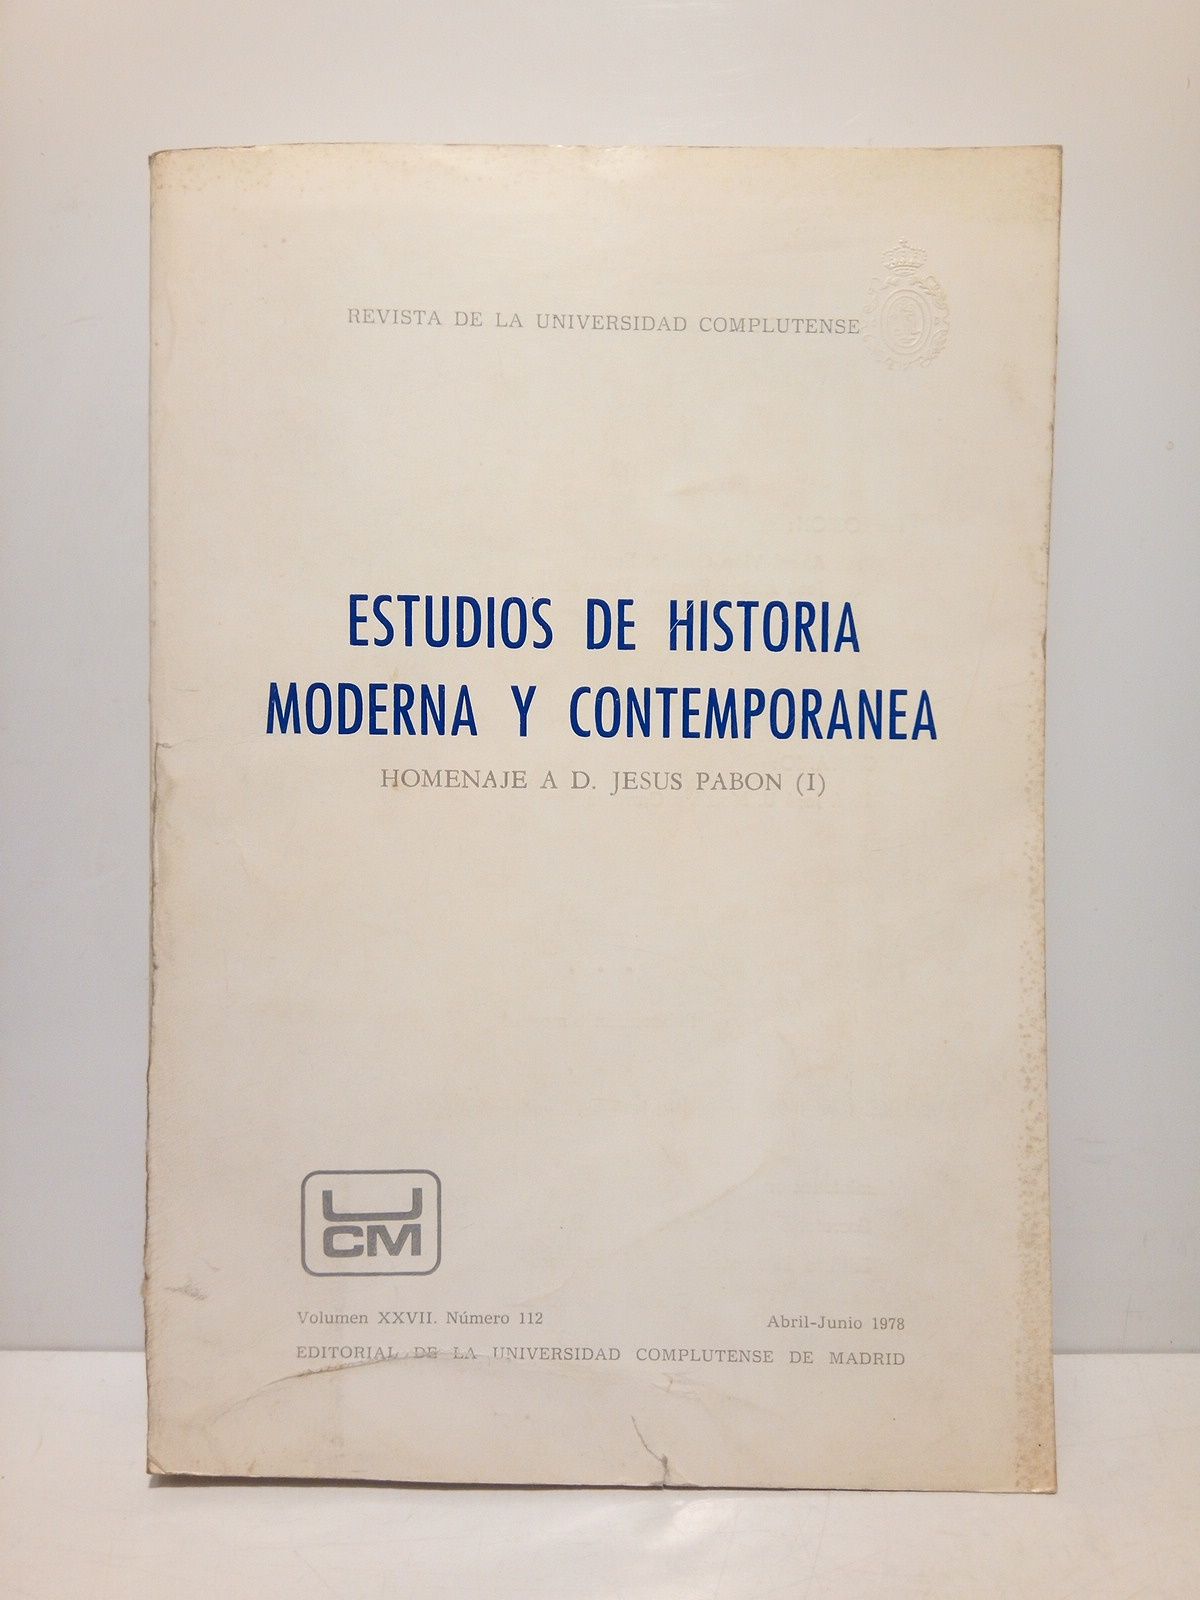 REVISTA DE LA UNIVERSIDAD COMPLUTENSE
ESTUDIOS DE HISTORIA
MODERNA Y CONTEMPORANEA
HOMENAJE A D. JESUS PABON (I)
U
CM
Volumen XXVII. Número 112
Abril-Junio 1978
EDITORIAL DE LA UNIVERSIDAD COMPLUTENSE DE MADRID